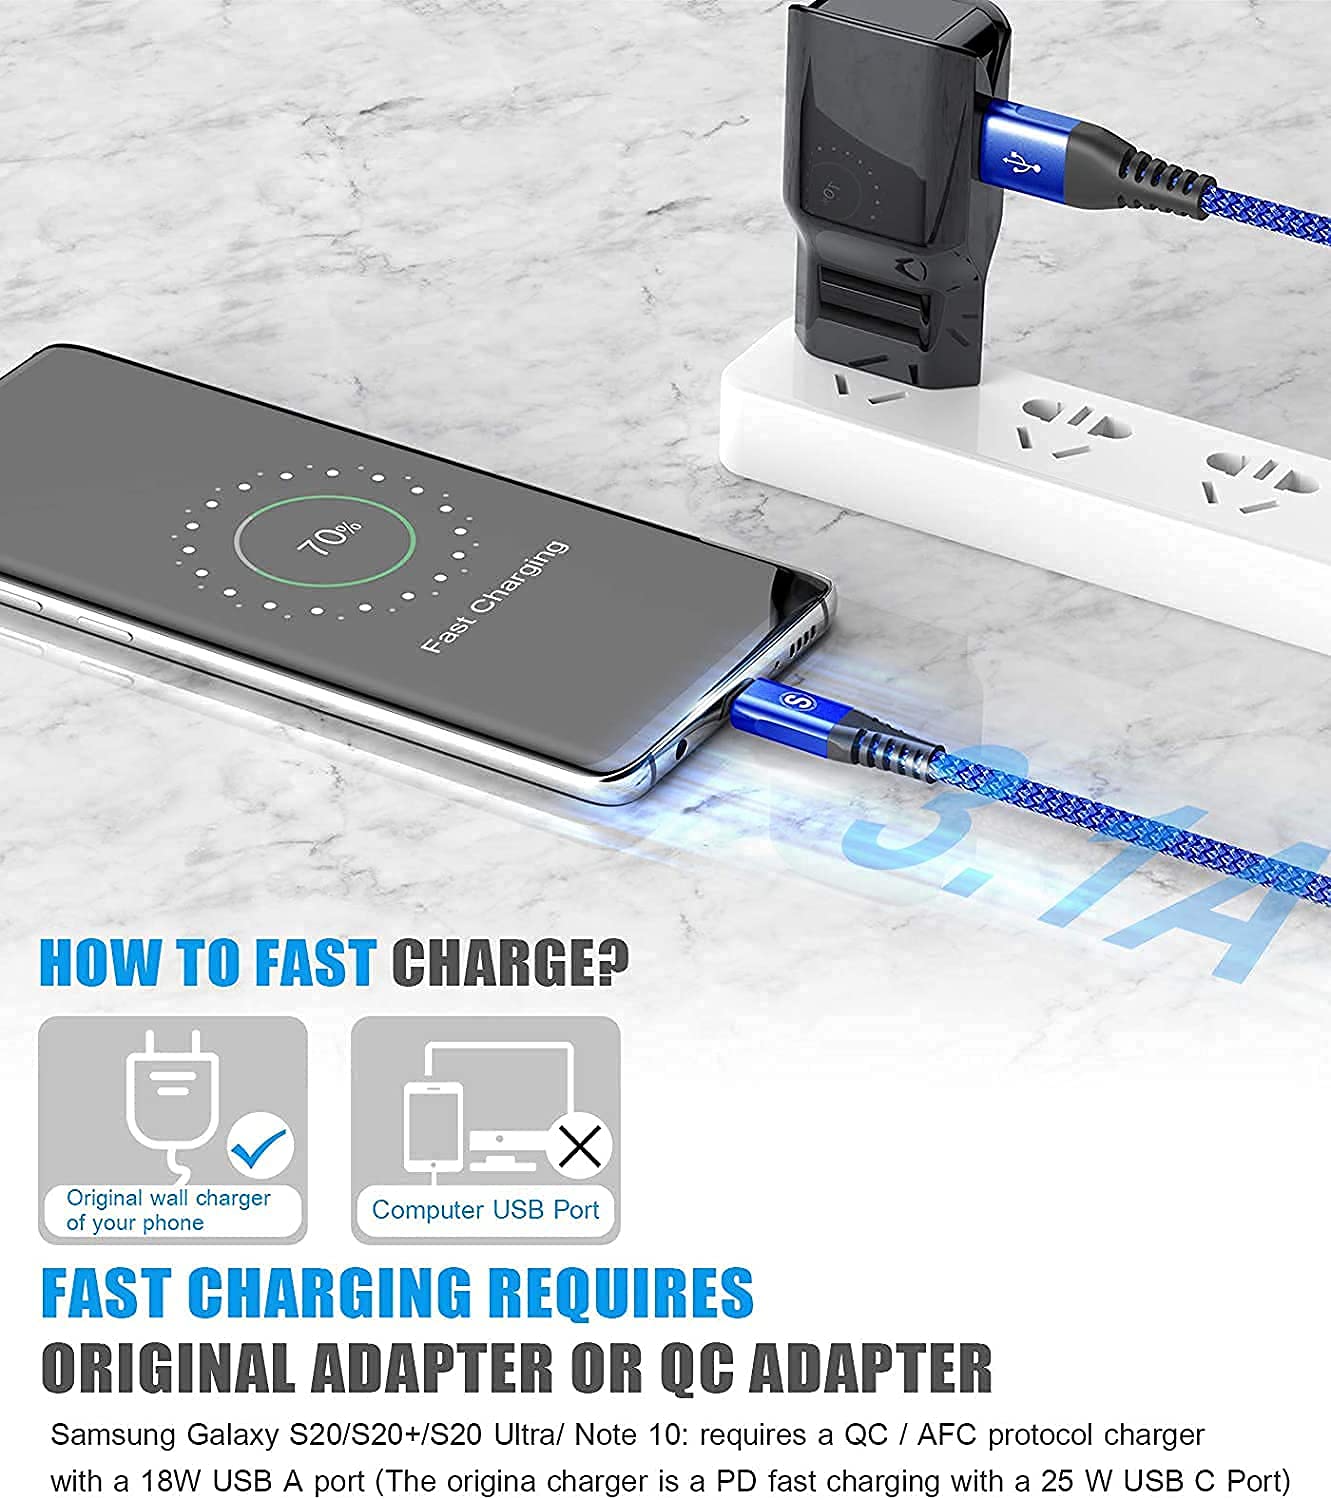 70%
Fast Charging
S
3.1A
HOW TO FAST CHARGE?
Original wall charger
of your phone
Computer USB Port
FAST CHARGING REQUIRES
ORIGINAL ADAPTER OR QC ADAPTER
Samsung Galaxy S20/S20+/S20 Ultra/ Note 10: requires a QC / AFC protocol charger
with a 18W USB A port (The origina charger is a PD fast charging with a 25 W USB C Port)